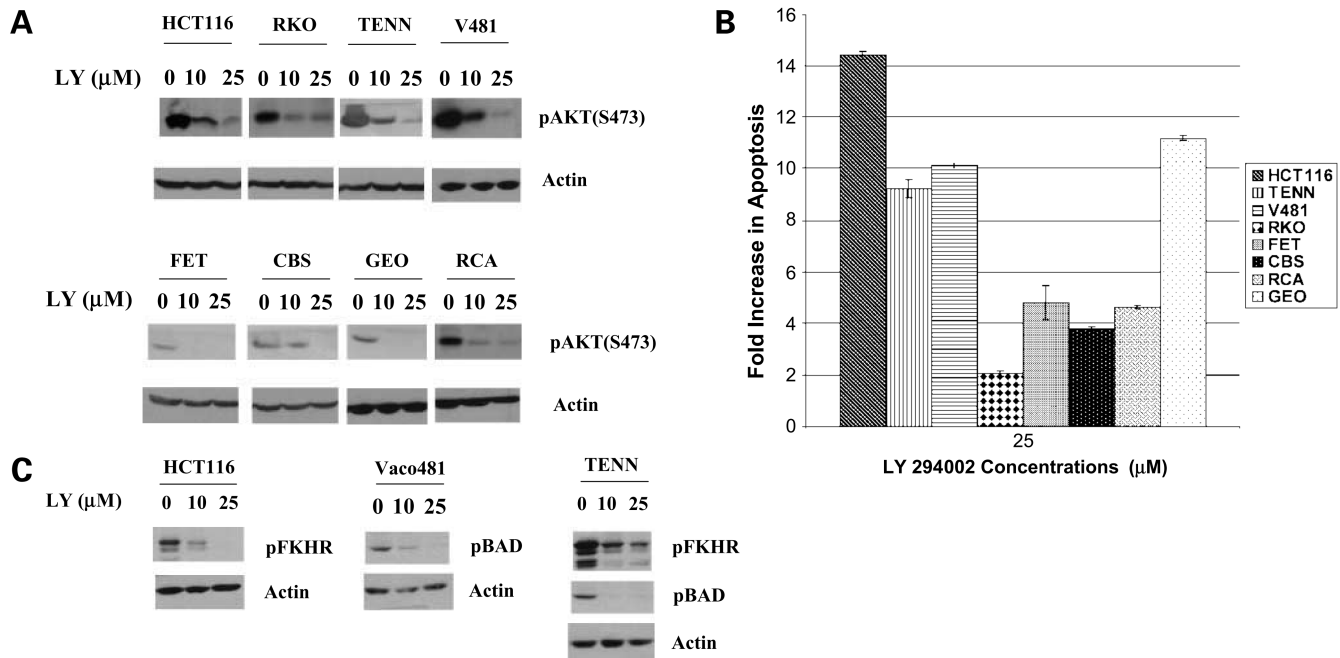 A
HCT116 RKO TENN V481
LY (μM) 0 10 25 0 10 25 0 10 25 0 10 25
pAKT(S473)
Actin
FET CBS GEO RCA
LY (μM) 0 10 25 0 10 25 0 10 25 0 10 25
pAKT(S473)
Actin
B
Fold Increase in Apoptosis
16
14
12
10
8
6
4
2
0
25
LY 294002 Concentrations (μM)
HCT116
TENN
V481
RKO
FET
CBS
RCA
GEO
C
HCT116 Vaco481 TENN
LY (μM) 0 10 25 0 10 25 0 10 25
pFKHR pBAD pFKHR
Actin Actin pBAD
Actin